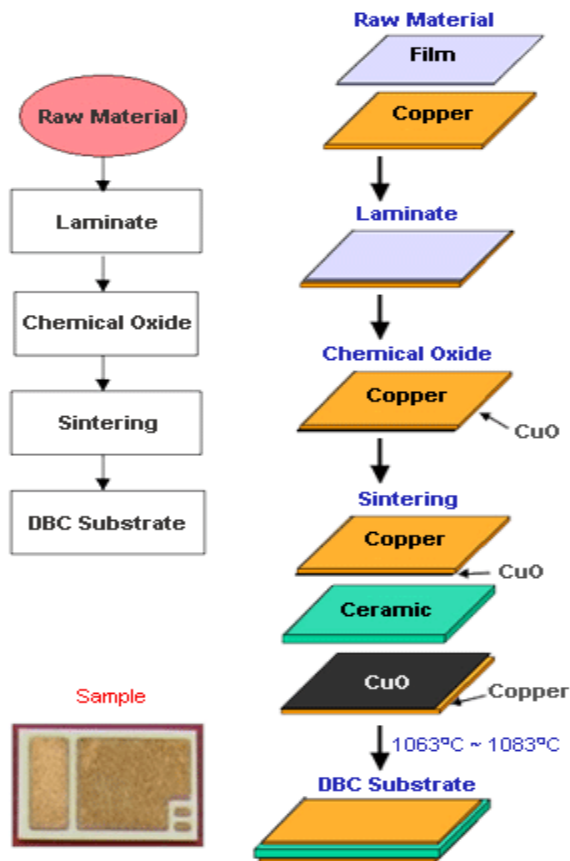 Raw Material
Laminate
Chemical Oxide
Sintering
DBC Substrate
Sample
Raw Material
Film
Copper
Laminate
Chemical Oxide
Copper
CuO
Sintering
Copper
CuO
Ceramic
CuO
Copper
1063ºC ~ 1083ºC
DBC Substrate